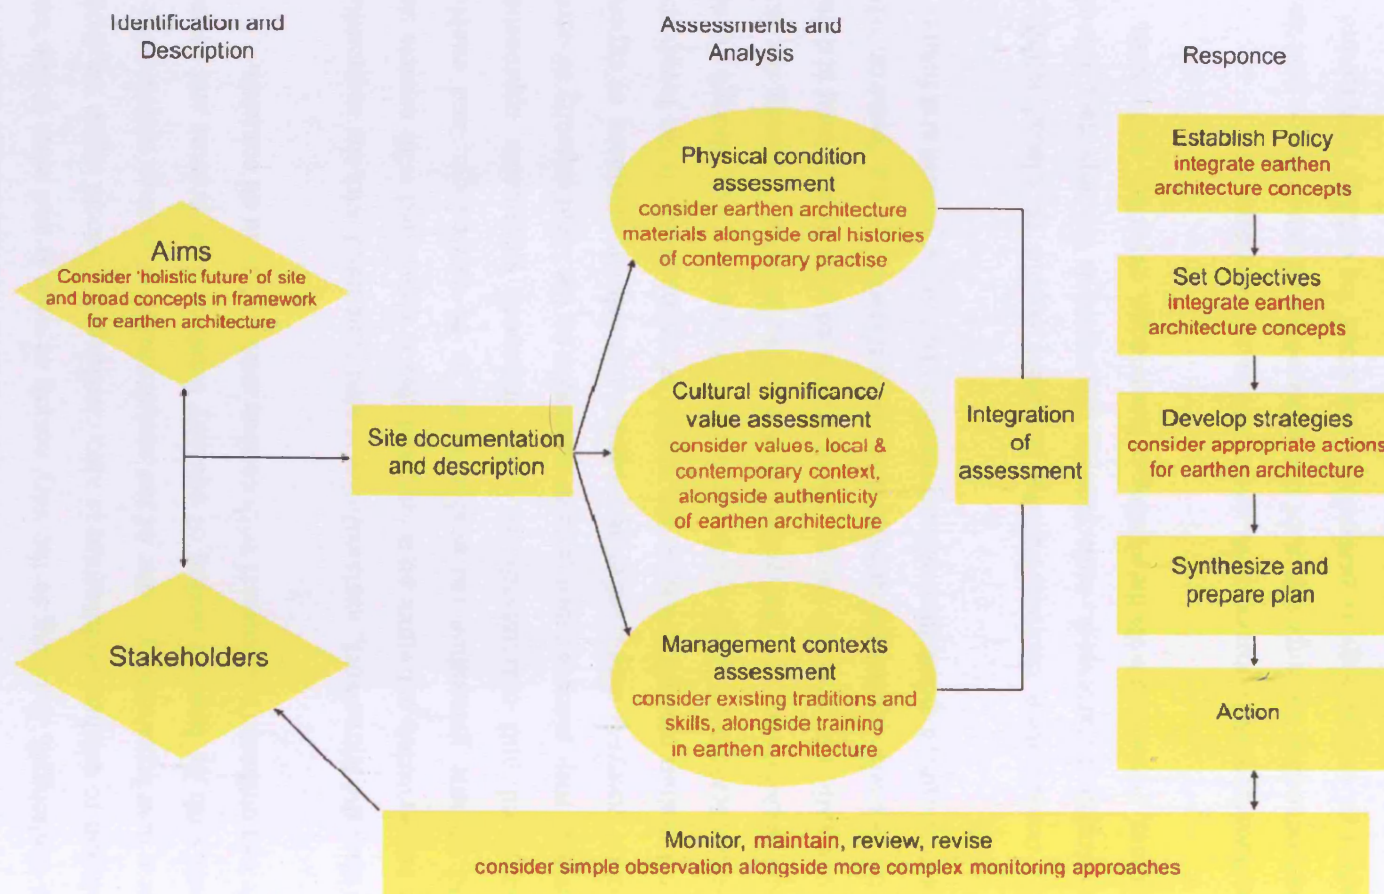 Identification and
Description
Assessments and
Analysis
Responce
Aims
Consider 'holistic future' of site
and broad concepts in framework
for earthen architecture
Stakeholders
Site documentation
and description
Physical condition
assessment
consider earthen architecture
materials alongside oral histories
of contemporary practise
Cultural significance/
value assessment
consider values, local &
contemporary context,
alongside authenticity
of earthen architecture
Management contexts
assessment
consider existing traditions and
skills, alongside training
in earthen architecture
Integration
of
assessment
Establish Policy
integrate earthen
architecture concepts
Set Objectives
integrate earthen
architecture concepts
Develop strategies
consider appropriate actions
for earthen architecture
Synthesize and
prepare plan
Action
Monitor, maintain, review, revise
consider simple observation alongside more complex monitoring approaches